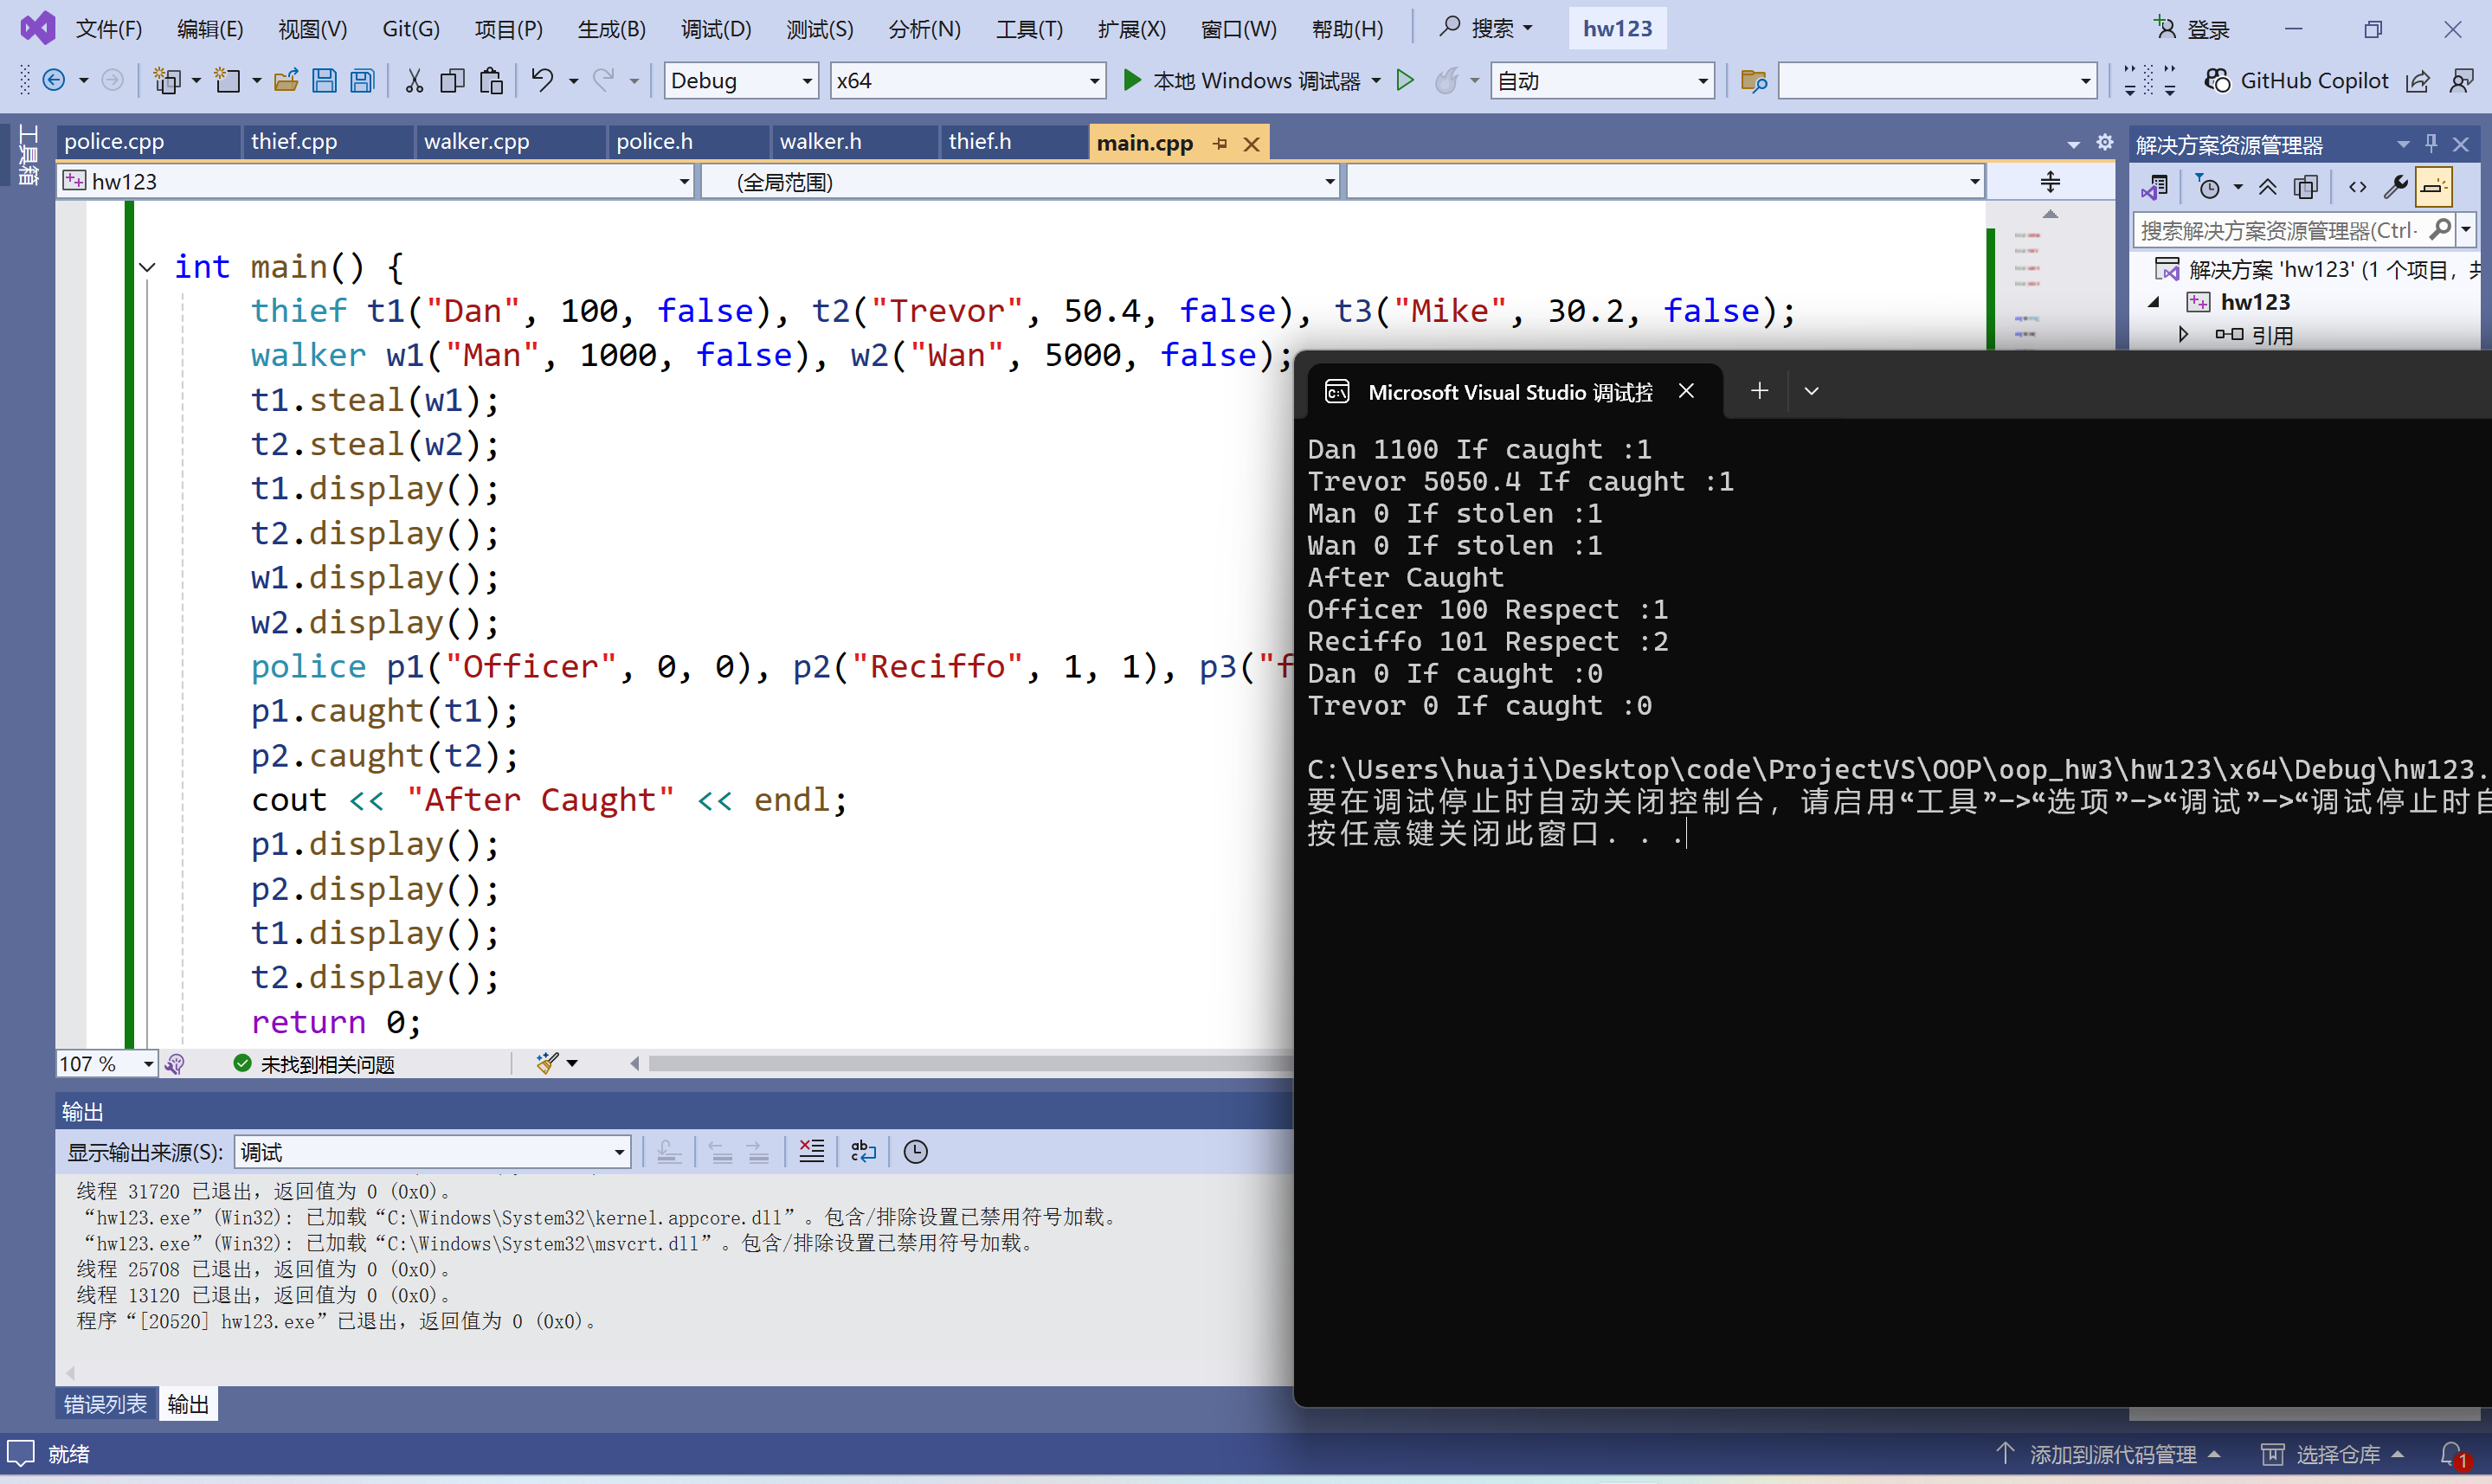 文件(F) 编辑(E) 视图(V) Git(G) 项目(P) 生成(B) 调试(D) 测试(S) 分析(N) 工具(T) 扩展(X) 窗口(W) 帮助(H) 搜索 hw123 登录
Debug x64 本地 Windows 调试器 自动 GitHub Copilot
工具箱
police.cpp thief.cpp walker.cpp police.h walker.h thief.h main.cpp
hw123 (全局范围)
int main() {
thief t1("Dan", 100, false), t2("Trevor", 50.4, false), t3("Mike", 30.2, false);
walker w1("Man", 1000, false), w2("Wan", 5000, false);
t1.steal(w1);
t2.steal(w2);
t1.display();
t2.display();
w1.display();
w2.display();
police p1("Officer", 0, 0), p2("Reciffo", 1, 1), p3("f
p1.caught(t1);
p2.caught(t2);
cout << "After Caught" << endl;
p1.display();
p2.display();
t1.display();
t2.display();
return 0;
107 % 未找到相关问题
解决方案资源管理器
搜索解决方案资源管理器(Ctrl-
解决方案 'hw123' (1 个项目，共
hw123
引用
Microsoft Visual Studio 调试控
Dan 1100 If caught :1
Trevor 5050.4 If caught :1
Man 0 If stolen :1
Wan 0 If stolen :1
After Caught
Officer 100 Respect :1
Reciffo 101 Respect :2
Dan 0 If caught :0
Trevor 0 If caught :0
C:\Users\huaji\Desktop\code\ProjectVS\OOP\oop_hw3\hw123\x64\Debug\hw123.
要在调试停止时自动关闭控制台，请启用“工具”->“选项”->“调试”->“调试停止时自
按任意键关闭此窗口. . .
输出
显示输出来源(S): 调试
线程 31720 已退出，返回值为 0 (0x0)。
“hw123.exe”(Win32): 已加载“C:\Windows\System32\kernel.appcore.dll”。包含/排除设置已禁用符号加载。
“hw123.exe”(Win32): 已加载“C:\Windows\System32\msvcrt.dll”。包含/排除设置已禁用符号加载。
线程 25708 已退出，返回值为 0 (0x0)。
线程 13120 已退出，返回值为 0 (0x0)。
程序“[20520] hw123.exe”已退出，返回值为 0 (0x0)。
错误列表 输出
就绪 添加到源代码管理 选择仓库 1